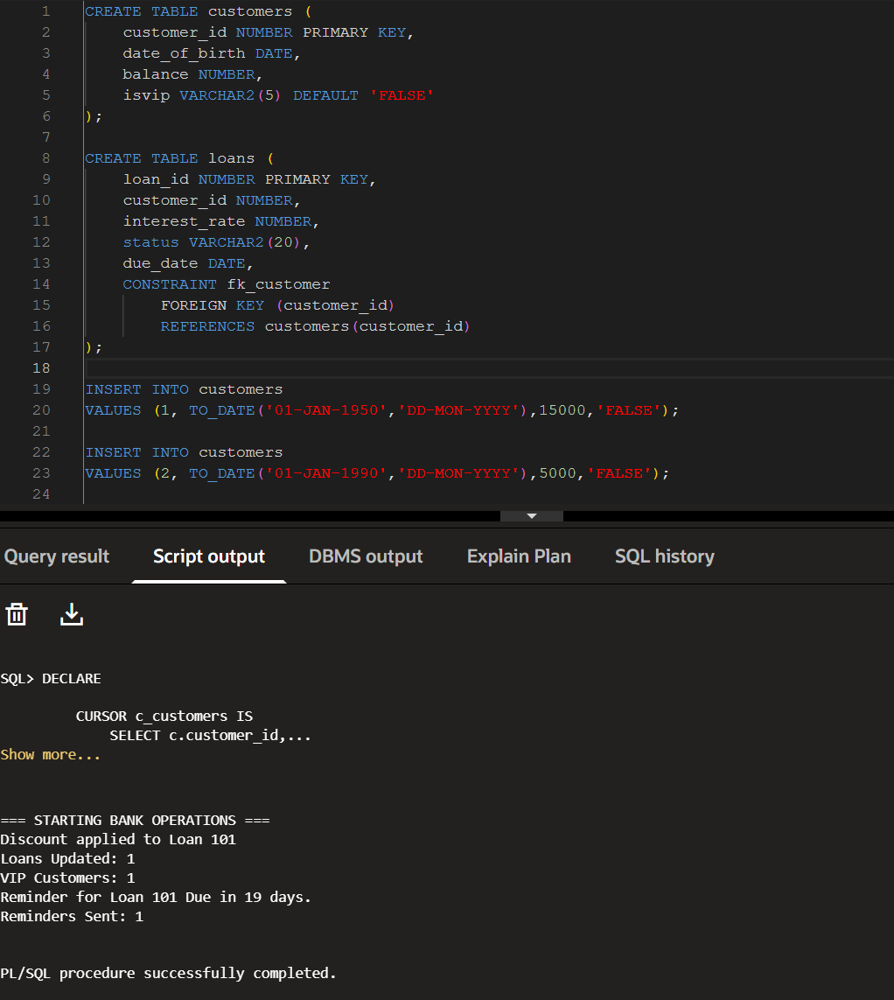 1 CREATE TABLE customers (
2 customer_id NUMBER PRIMARY KEY,
3 date_of_birth DATE,
4 balance NUMBER,
5 isvip VARCHAR2(5) DEFAULT 'FALSE'
6 );
7
8 CREATE TABLE loans (
9 loan_id NUMBER PRIMARY KEY,
10 customer_id NUMBER,
11 interest_rate NUMBER,
12 status VARCHAR2(20),
13 due_date DATE,
14 CONSTRAINT fk_customer
15 FOREIGN KEY (customer_id)
16 REFERENCES customers(customer_id)
17 );
18
19 INSERT INTO customers
20 VALUES (1, TO_DATE('01-JAN-1950','DD-MON-YYYY'),15000,'FALSE');
21
22 INSERT INTO customers
23 VALUES (2, TO_DATE('01-JAN-1990','DD-MON-YYYY'),5000,'FALSE');
24
Query result Script output DBMS output Explain Plan SQL history
SQL> DECLARE
CURSOR c_customers IS
SELECT c.customer_id,...
Show more...
=== STARTING BANK OPERATIONS ===
Discount applied to Loan 101
Loans Updated: 1
VIP Customers: 1
Reminder for Loan 101 Due in 19 days.
Reminders Sent: 1
PL/SQL procedure successfully completed.